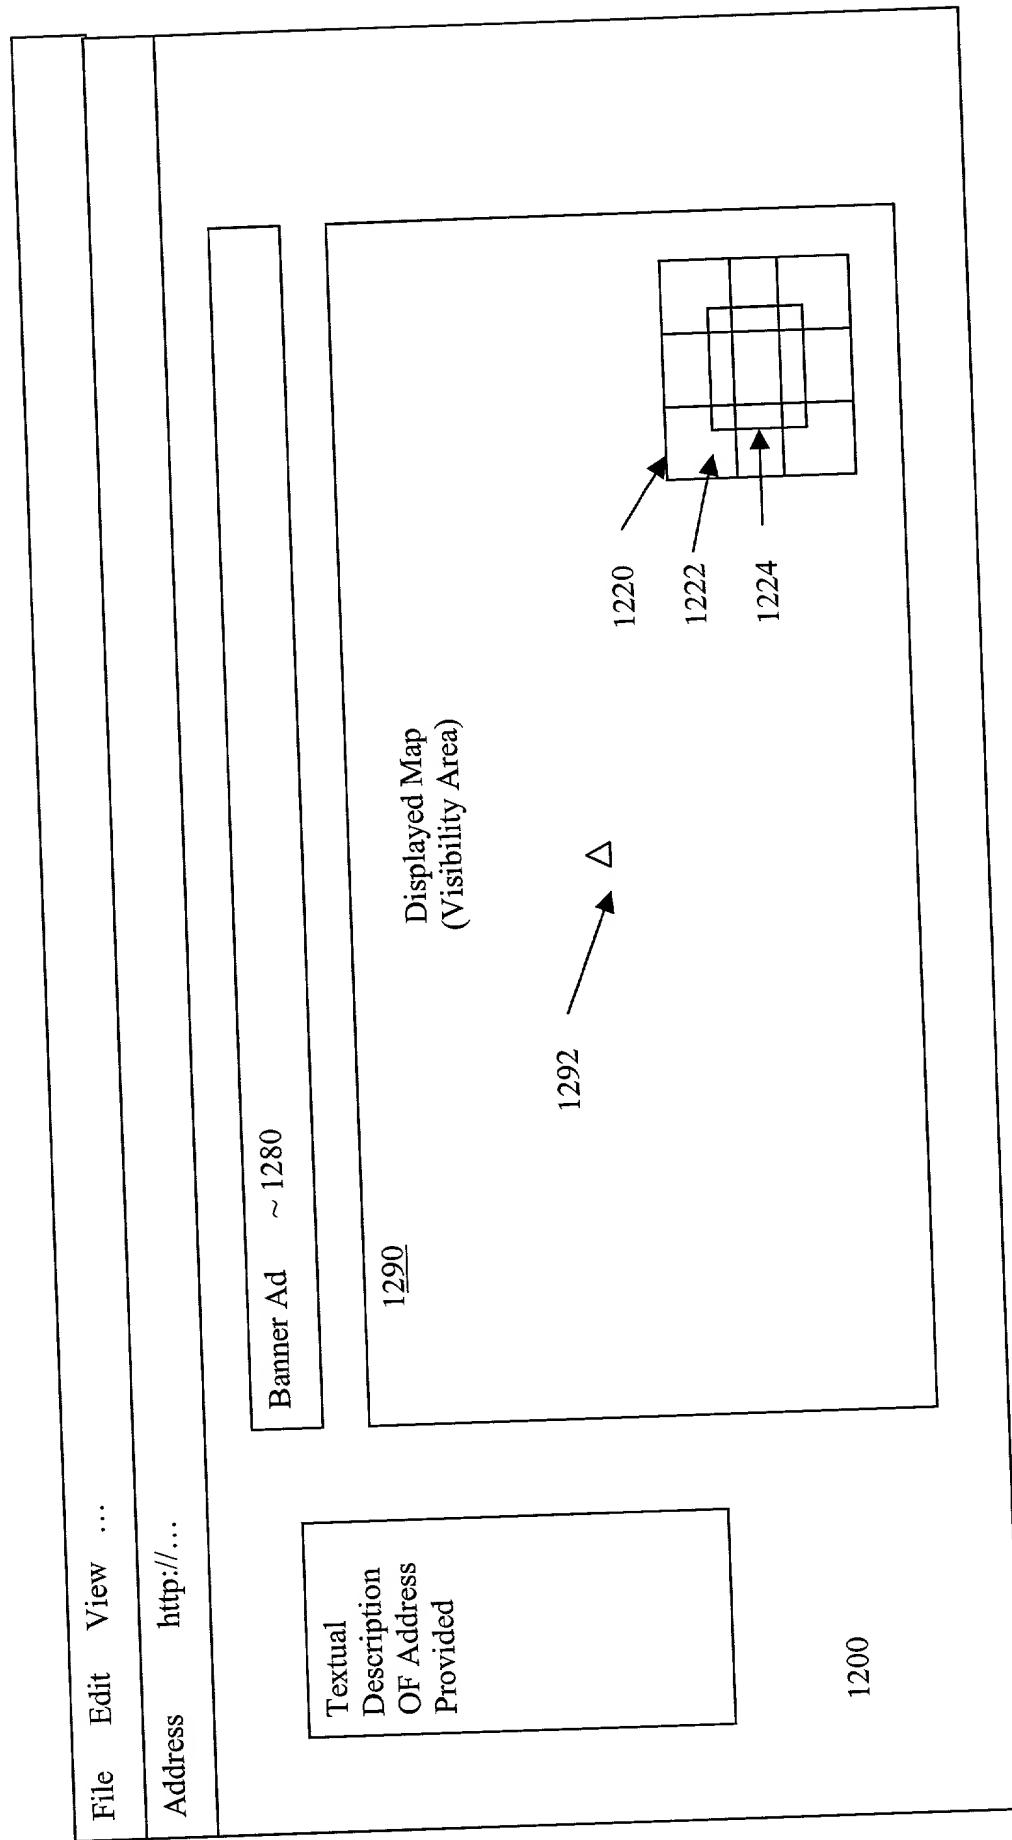 File Edit View ...
Address http://...
Banner Ad ~ 1280
Textual
Description
OF Address
Provided
1290
Displayed Map
(Visibility Area)
1292
1220
1222
1224
1200